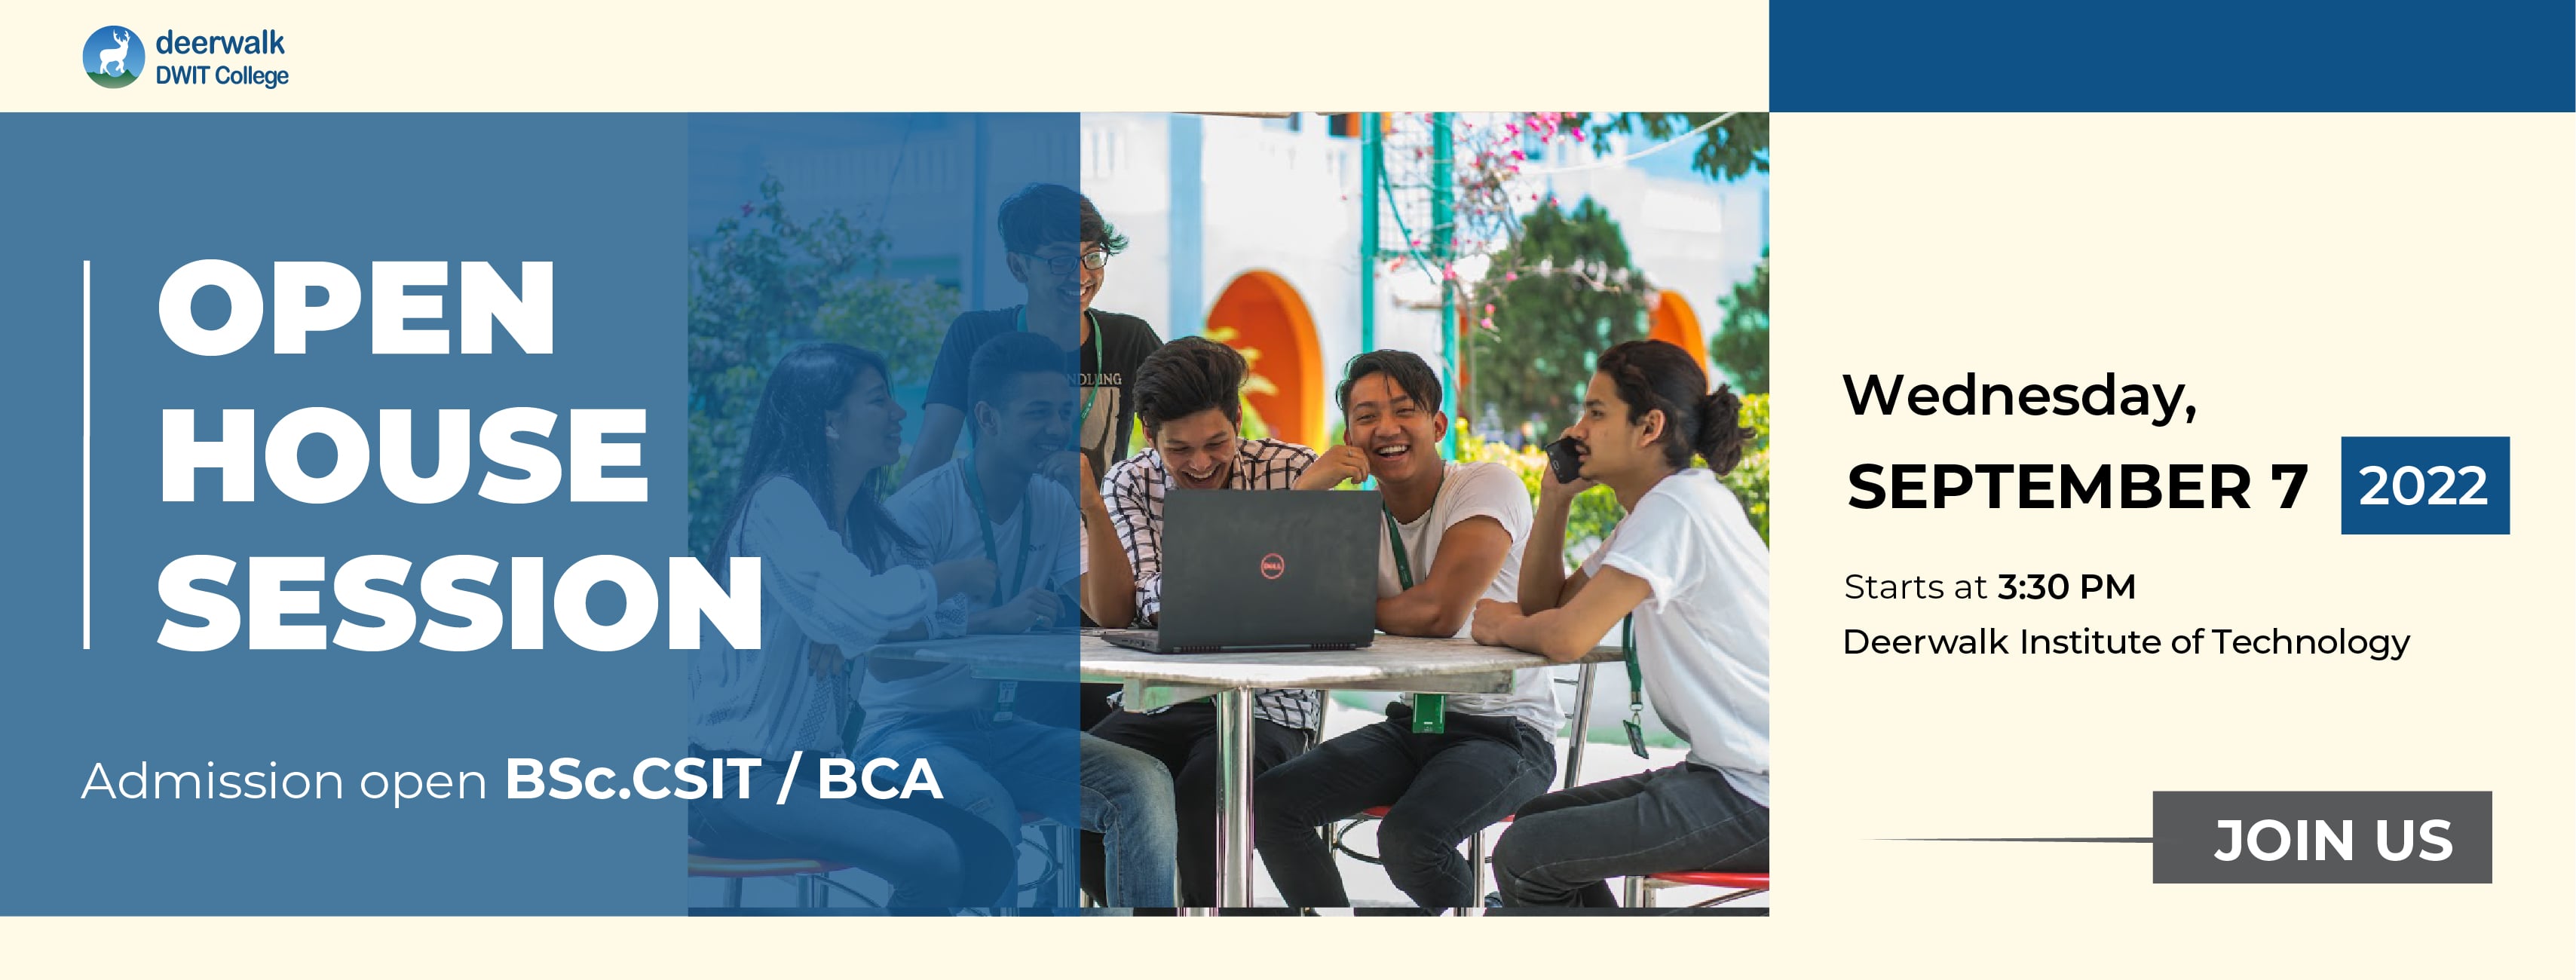 deerwalk
DWIT College
OPEN
HOUSE
SESSION
Admission open BSc.CSIT / BCA
DELL
Wednesday,
SEPTEMBER 7 2022
Starts at 3:30 PM
Deerwalk Institute of Technology
JOIN US